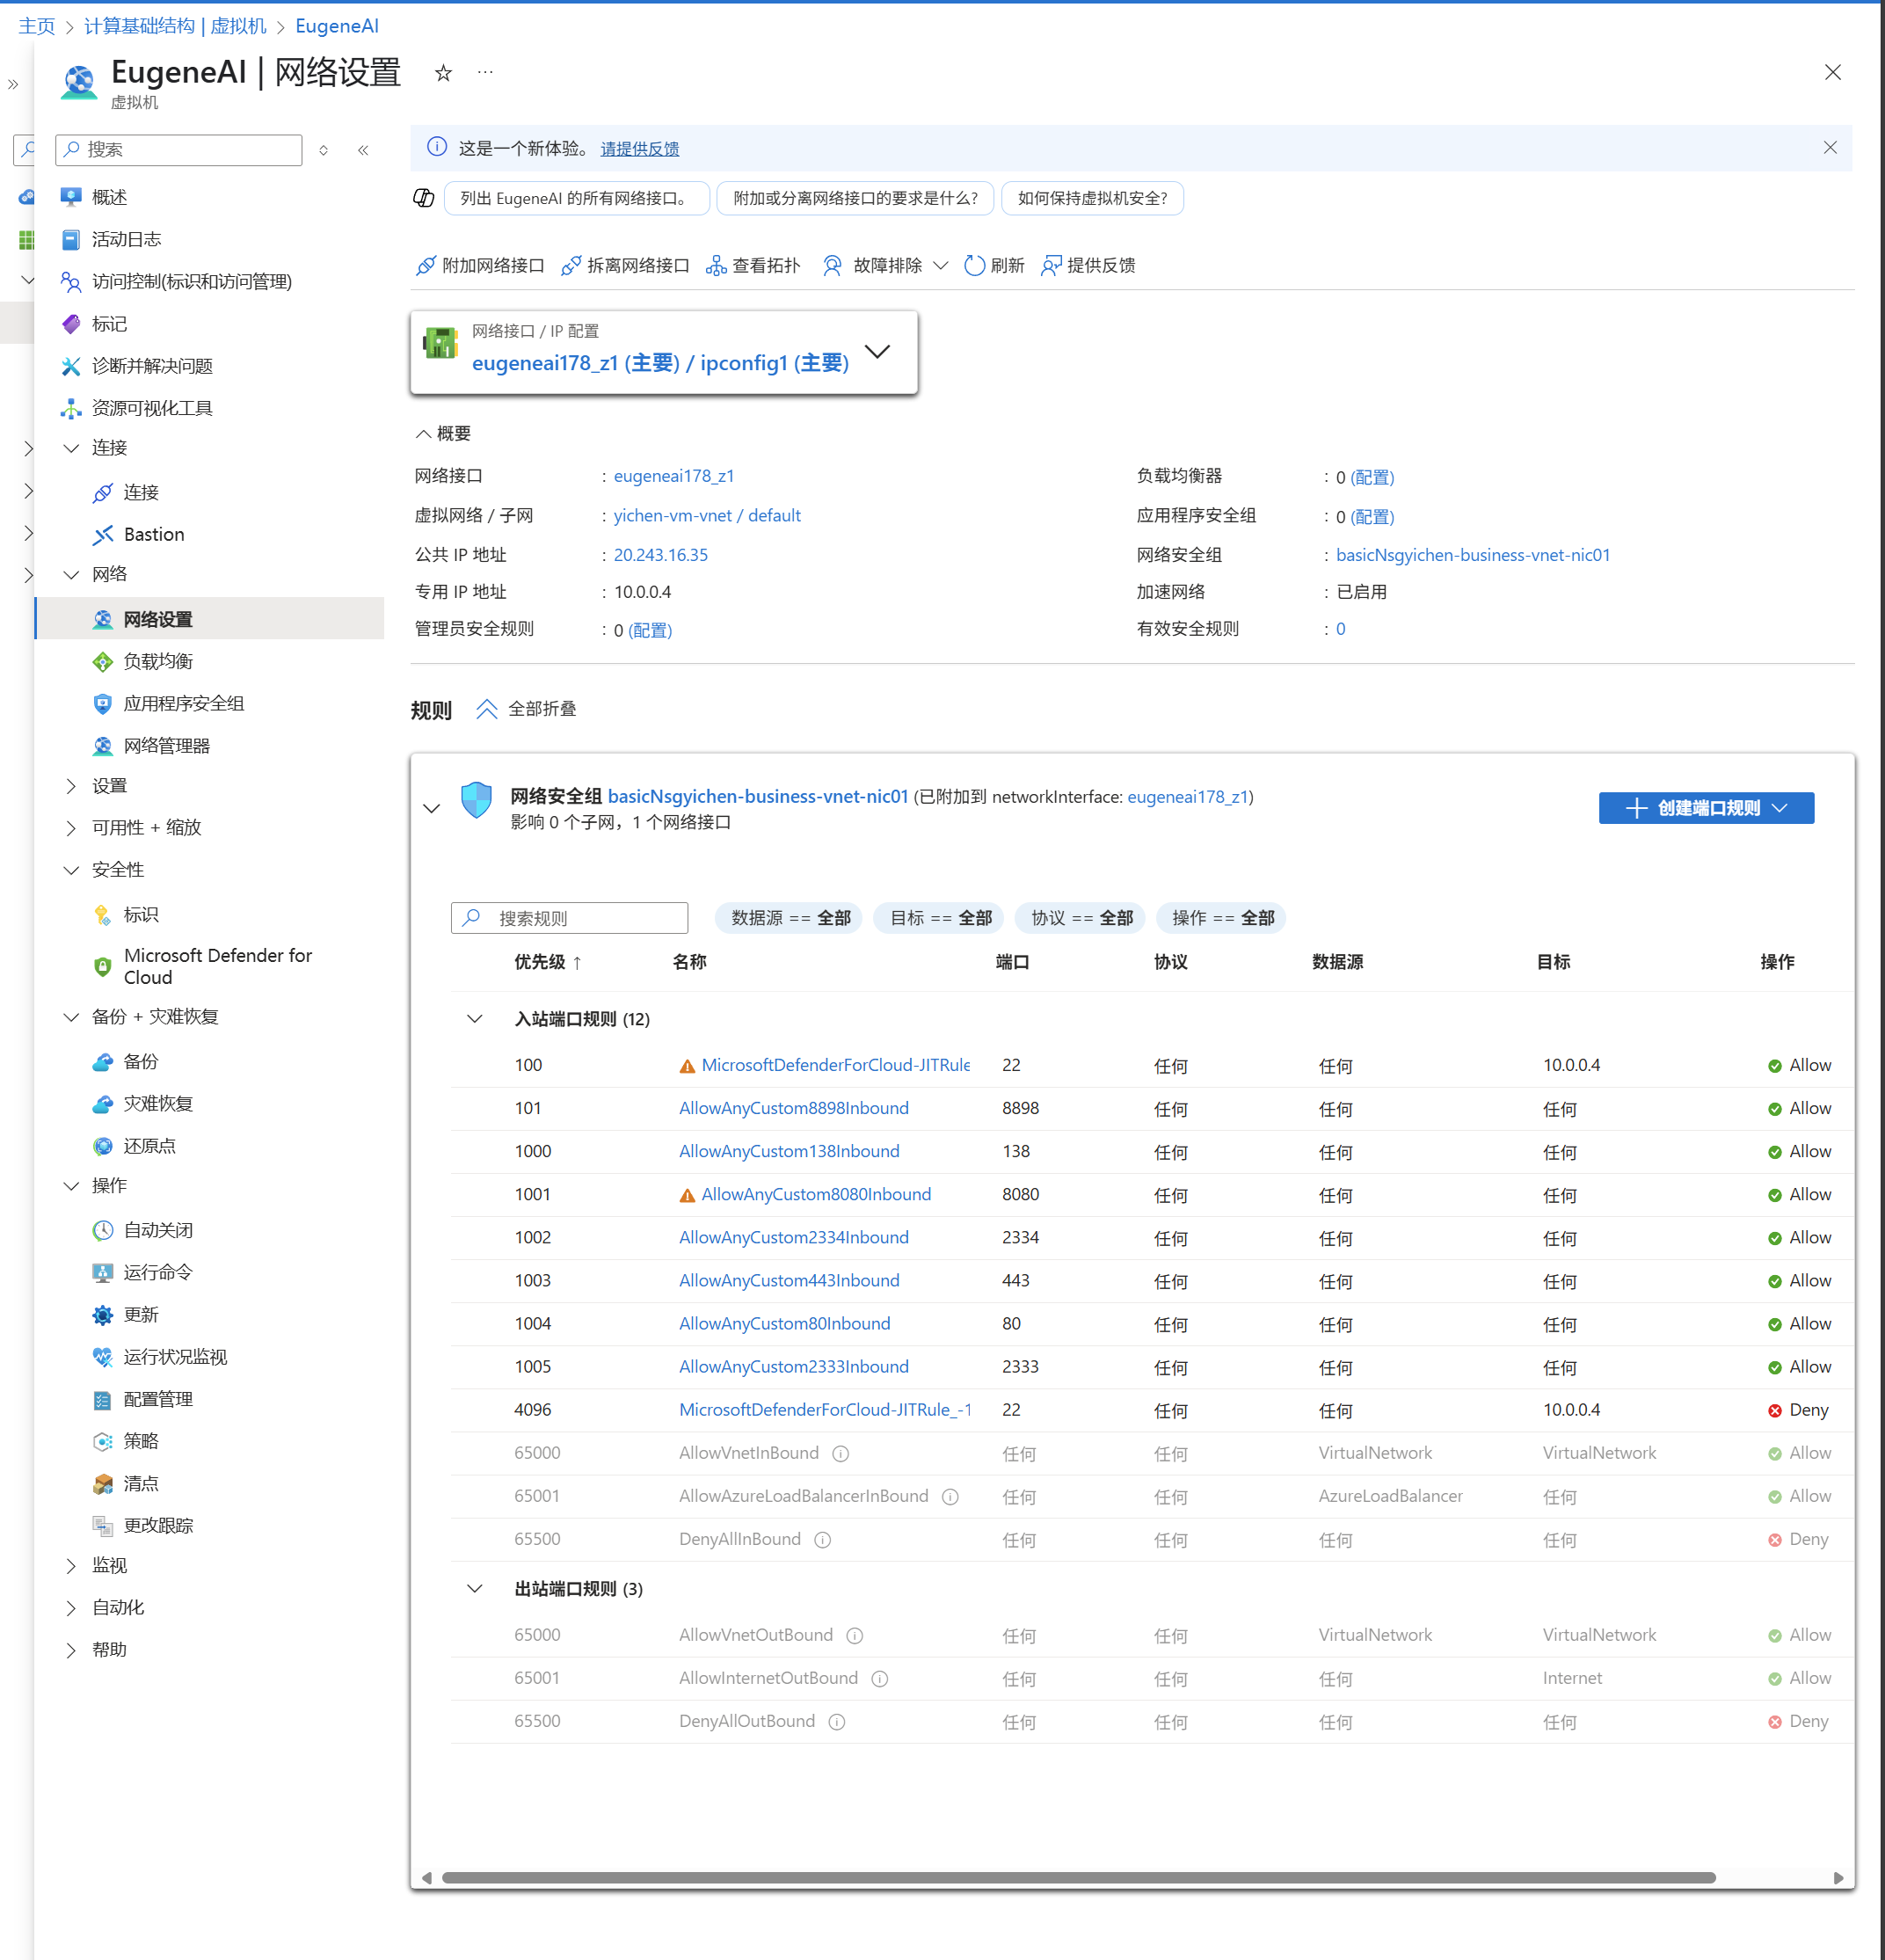 主页 > 计算基础结构 | 虚拟机 > EugeneAI
EugeneAI | 网络设置
虚拟机
搜索
概述
活动日志
访问控制(标识和访问管理)
标记
诊断并解决问题
资源可视化工具
连接
连接
Bastion
网络
网络设置
负载均衡
应用程序安全组
网络管理器
设置
可用性 + 缩放
安全性
标识
Microsoft Defender for
Cloud
备份 + 灾难恢复
备份
灾难恢复
还原点
操作
自动关闭
运行命令
更新
运行状况监视
配置管理
策略
清点
更改跟踪
监视
自动化
帮助
这是一个新体验。 请提供反馈
列出 EugeneAI 的所有网络接口。 附加或分离网络接口的要求是什么? 如何保持虚拟机安全?
附加网络接口 拆离网络接口 查看拓扑 故障排除 刷新 提供反馈
网络接口 / IP 配置
eugeneai178_z1 (主要) / ipconfig1 (主要)
概要
网络接口 : eugeneai178_z1
虚拟网络 / 子网 : yichen-vm-vnet / default
公共 IP 地址 : 20.243.16.35
专用 IP 地址 : 10.0.0.4
管理员安全规则 : 0 (配置)
负载均衡器 : 0 (配置)
应用程序安全组 : 0 (配置)
网络安全组 : basicNsgyichen-business-vnet-nic01
加速网络 : 已启用
有效安全规则 : 0
规则 全部折叠
网络安全组 basicNsgyichen-business-vnet-nic01 (已附加到 networkInterface: eugeneai178_z1)
影响 0 个子网，1 个网络接口
创建端口规则
搜索规则 数据源 == 全部 目标 == 全部 协议 == 全部 操作 == 全部
优先级 ↑ 名称 端口 协议 数据源 目标 操作
入站端口规则 (12)
100 MicrosoftDefenderForCloud-JITRule 22 任何 任何 10.0.0.4 Allow
101 AllowAnyCustom8898Inbound 8898 任何 任何 任何 Allow
1000 AllowAnyCustom138Inbound 138 任何 任何 任何 Allow
1001 AllowAnyCustom8080Inbound 8080 任何 任何 任何 Allow
1002 AllowAnyCustom2334Inbound 2334 任何 任何 任何 Allow
1003 AllowAnyCustom443Inbound 443 任何 任何 任何 Allow
1004 AllowAnyCustom80Inbound 80 任何 任何 任何 Allow
1005 AllowAnyCustom2333Inbound 2333 任何 任何 任何 Allow
4096 MicrosoftDefenderForCloud-JITRule_-1 22 任何 任何 10.0.0.4 Deny
65000 AllowVnetInBound 任何 任何 VirtualNetwork VirtualNetwork Allow
65001 AllowAzureLoadBalancerInBound 任何 任何 AzureLoadBalancer 任何 Allow
65500 DenyAllInBound 任何 任何 任何 任何 Deny
出站端口规则 (3)
65000 AllowVnetOutBound 任何 任何 VirtualNetwork VirtualNetwork Allow
65001 AllowInternetOutBound 任何 任何 任何 Internet Allow
65500 DenyAllOutBound 任何 任何 任何 任何 Deny